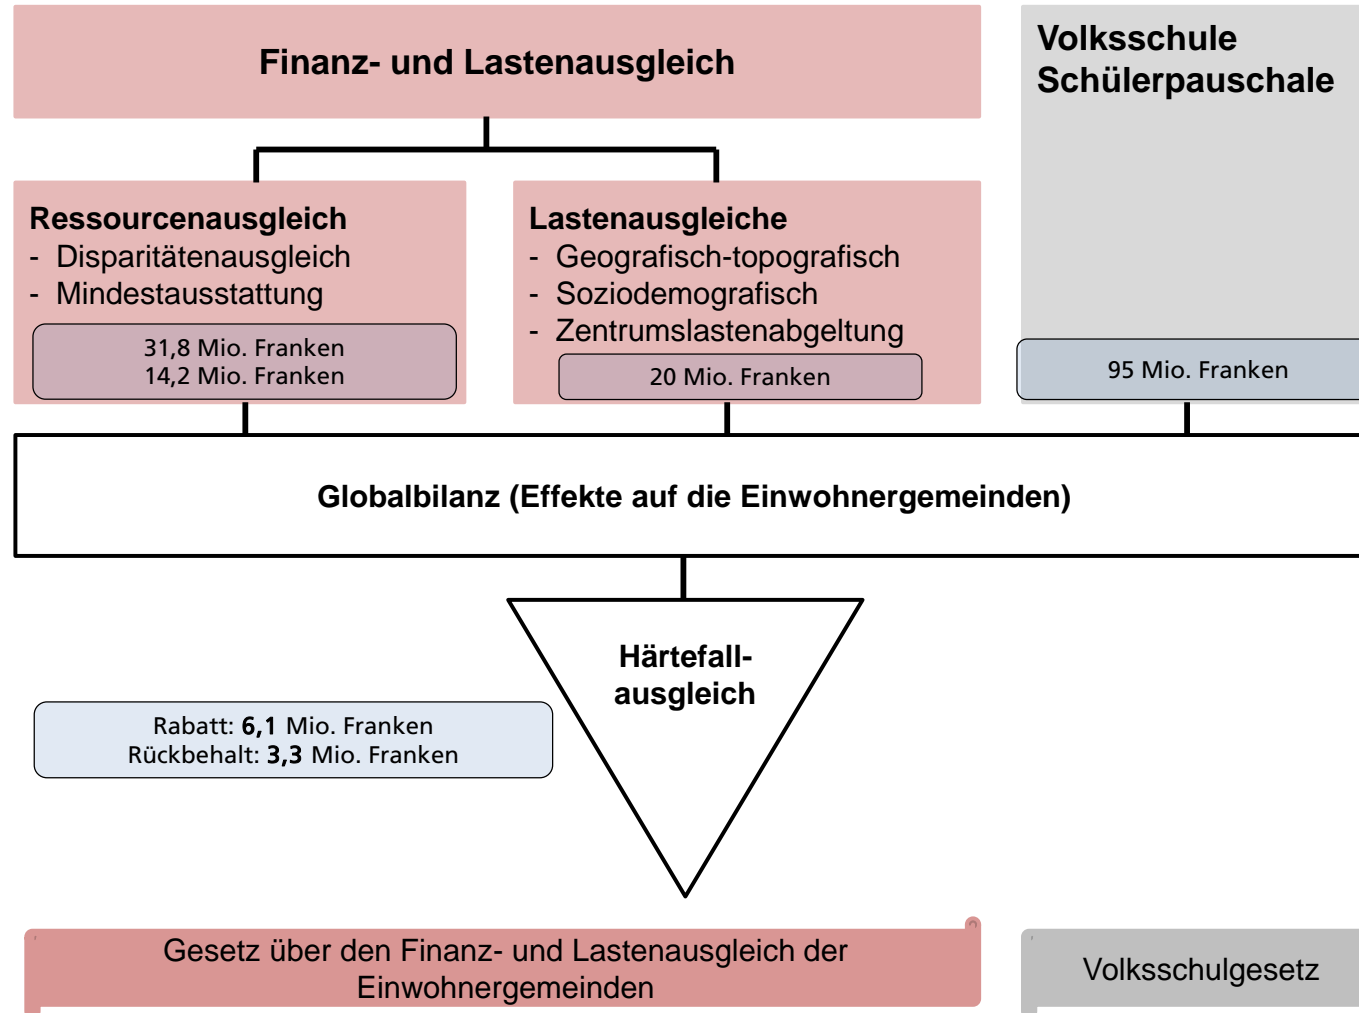 Finanz- und Lastenausgleich
Volksschule
Schülerpauschale
Ressourcenausgleich
- Disparitätenausgleich
- Mindestausstattung
31,8 Mio. Franken
14,2 Mio. Franken
Lastenausgleiche
- Geografisch-topografisch
- Soziodemografisch
- Zentrumslastenabgeltung
20 Mio. Franken
95 Mio. Franken
Globalbilanz (Effekte auf die Einwohnergemeinden)
Härtefall-
ausgleich
Rabatt: 6,1 Mio. Franken
Rückbehalt: 3,3 Mio. Franken
Gesetz über den Finanz- und Lastenausgleich der
Einwohnergemeinden
Volksschulgesetz